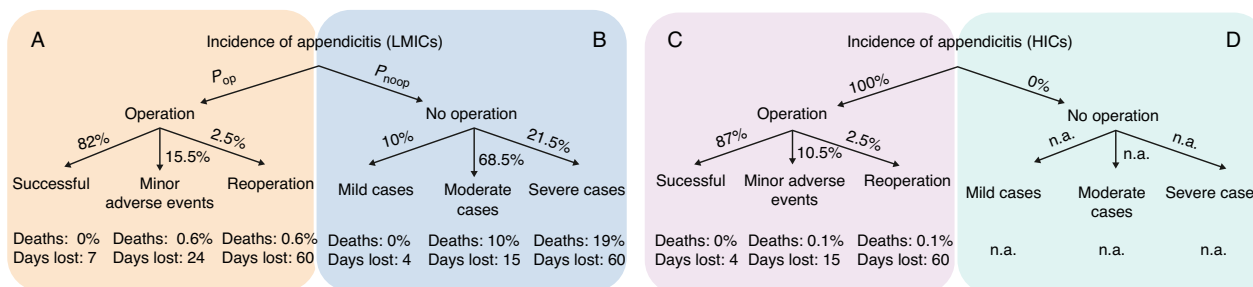 A
Incidence of appendicitis (LMICs)
B
Pop
Pnoop
Operation
No operation
82%
15.5%
2.5%
10%
68.5%
21.5%
Successful
Minor
adverse events
Reoperation
Mild cases
Moderate
cases
Severe cases
Deaths: 0%
Days lost: 7
Deaths: 0.6%
Days lost: 24
Deaths: 0.6%
Days lost: 60
Deaths: 0%
Days lost: 4
Deaths: 10%
Days lost: 15
Deaths: 19%
Days lost: 60
C
Incidence of appendicitis (HICs)
D
100%
0%
Operation
No operation
87%
10.5%
2.5%
n.a.
n.a.
n.a.
Sucessful
Minor adverse
events
Reoperation
Mild cases
Moderate
cases
Severe case
Deaths: 0%
Days lost: 4
Deaths: 0.1%
Days lost: 15
Deaths: 0.1%
Days lost: 60
n.a.
n.a.
n.a.